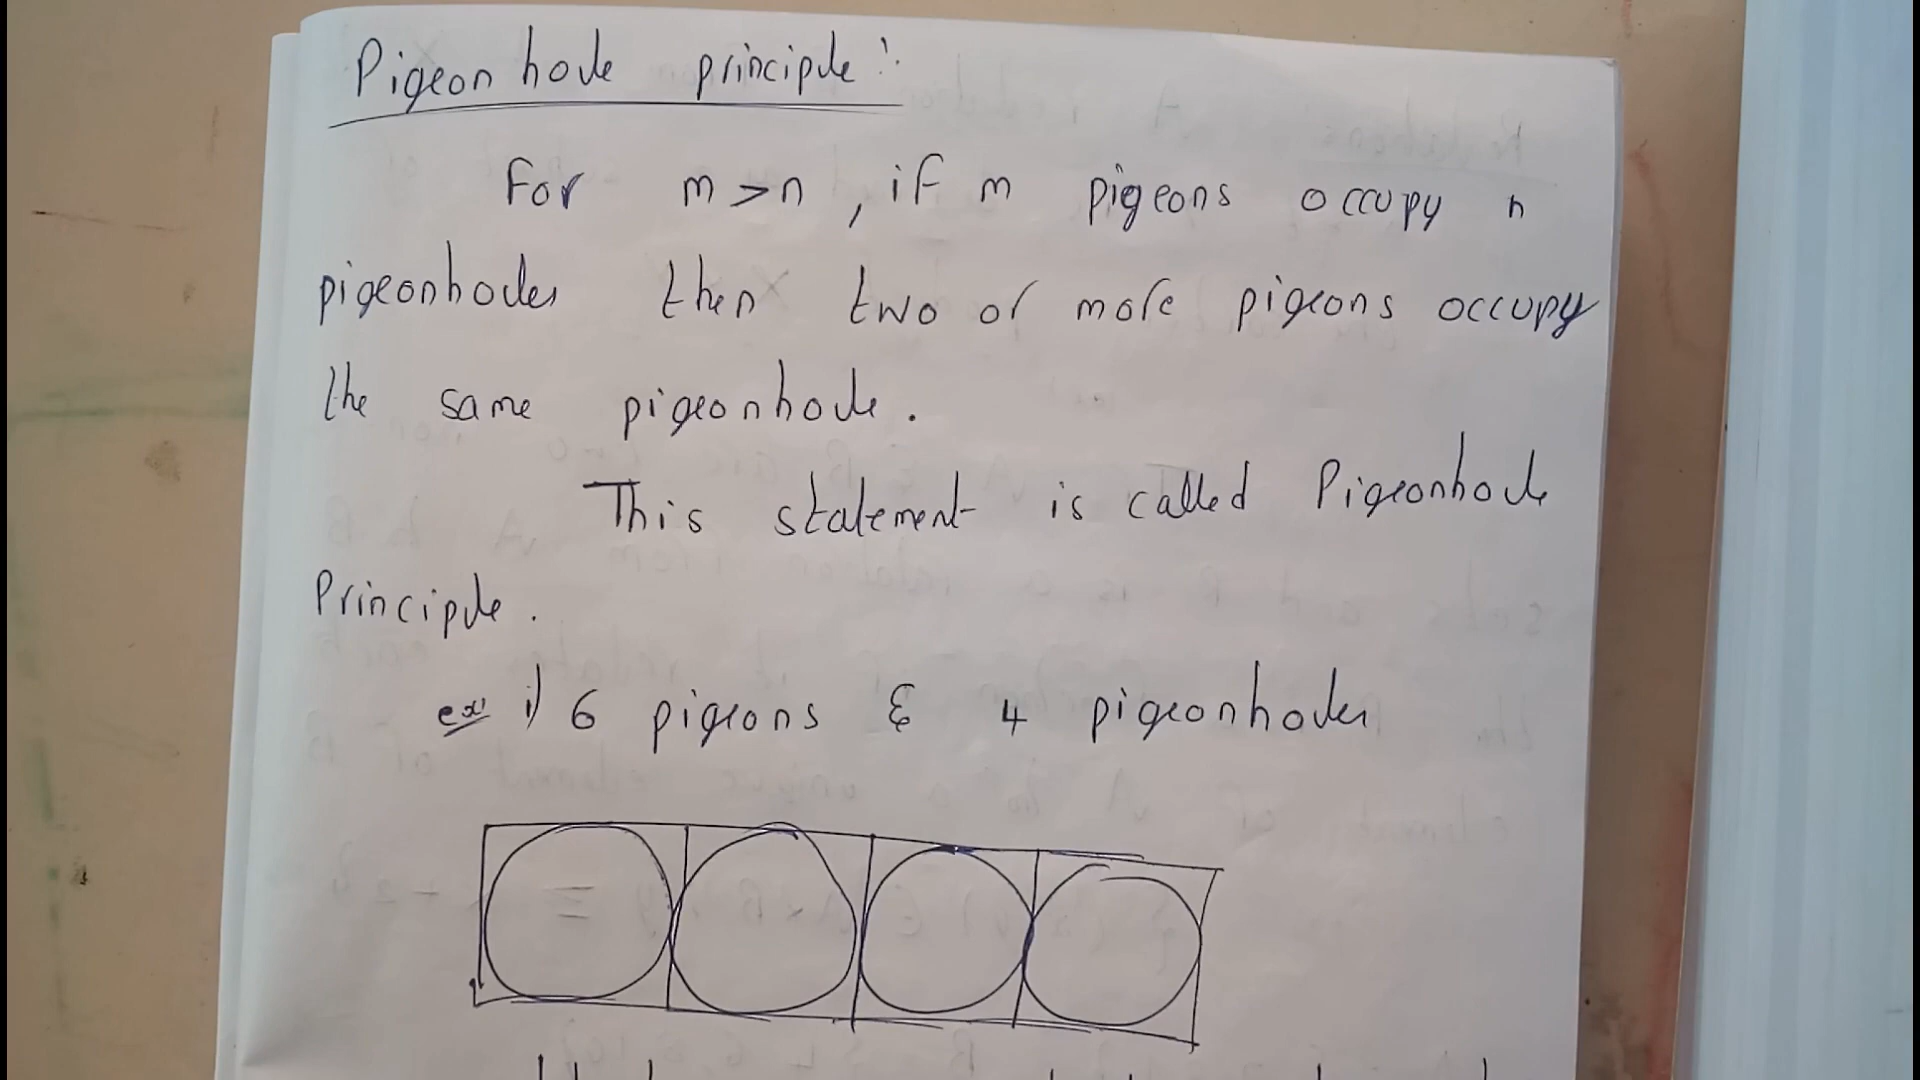 Pigeon hole principle:
For m > n, if m pigeons occupy n
pigeonholes then two or more pigeons occupy
the same pigeonhole.
This statement is called Pigeonhole
Principle.
ex: i) 6 pigeons & 4 pigeonholes